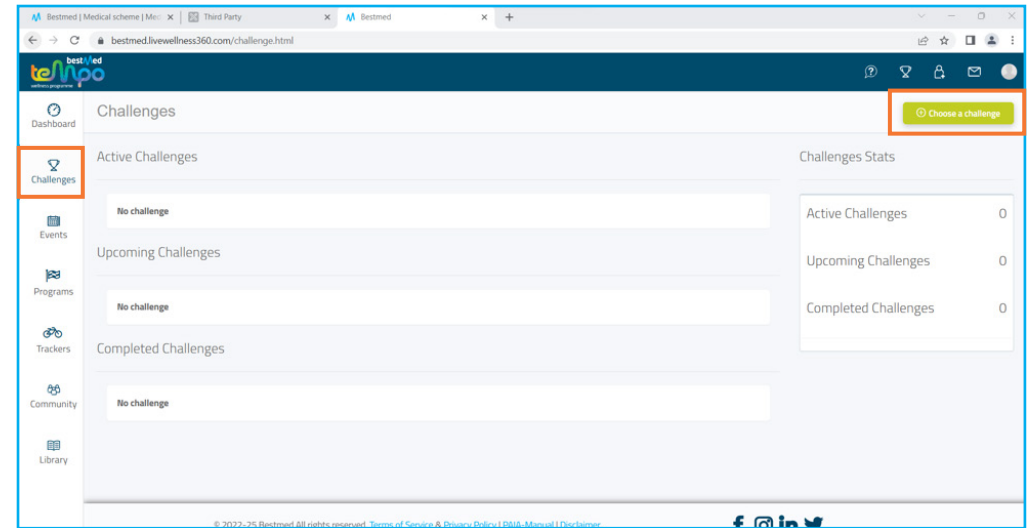 Bestmed | Medical scheme | Med
Third Party
Bestmed
bestmed.livewellness360.com/challenge.html
bestMed
tempo
wellness programme
Dashboard
Challenges
Choose a challenge
Challenges
Active Challenges
Challenges Stats
No challenge
Active Challenges 0
Events
Upcoming Challenges
Upcoming Challenges 0
Programs
No challenge
Completed Challenges 0
Trackers
Completed Challenges
Community
No challenge
Library
© 2022-25 Bestmed All rights reserved. Terms of Service & Privacy Policy | PAIA-Manual | Disclaimer